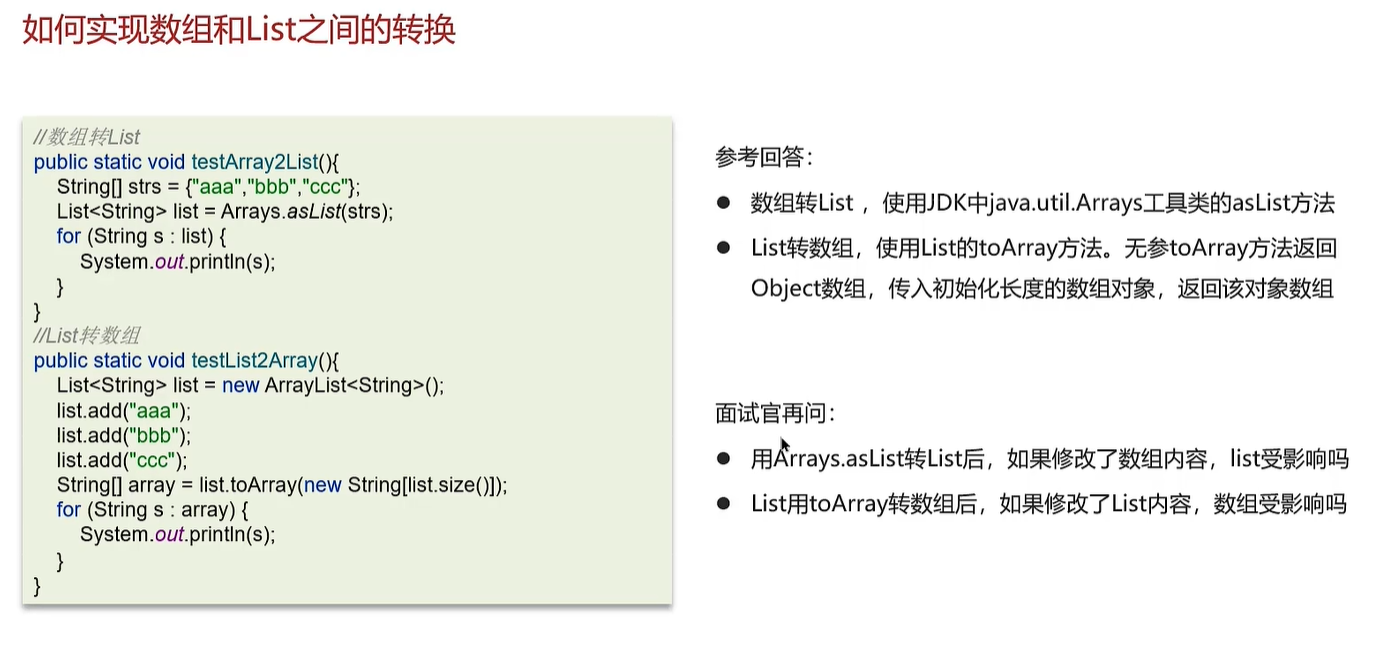 如何实现数组和List之间的转换
//数组转List
public static void testArray2List(){
String[] strs = {"aaa","bbb","ccc"};
List<String> list = Arrays.asList(strs);
for (String s : list) {
System.out.println(s);
}
}
//List转数组
public static void testList2Array(){
List<String> list = new ArrayList<String>();
list.add("aaa");
list.add("bbb");
list.add("ccc");
String[] array = list.toArray(new String[list.size()]);
for (String s : array) {
System.out.println(s);
}
}
参考回答：
● 数组转List ，使用JDK中java.util.Arrays工具类的asList方法
● List转数组，使用List的toArray方法。无参toArray方法返回
Object数组，传入初始化长度的数组对象，返回该对象数组
面试官再问：
● 用Arrays.asList转List后，如果修改了数组内容，list受影响吗
● List用toArray转数组后，如果修改了List内容，数组受影响吗